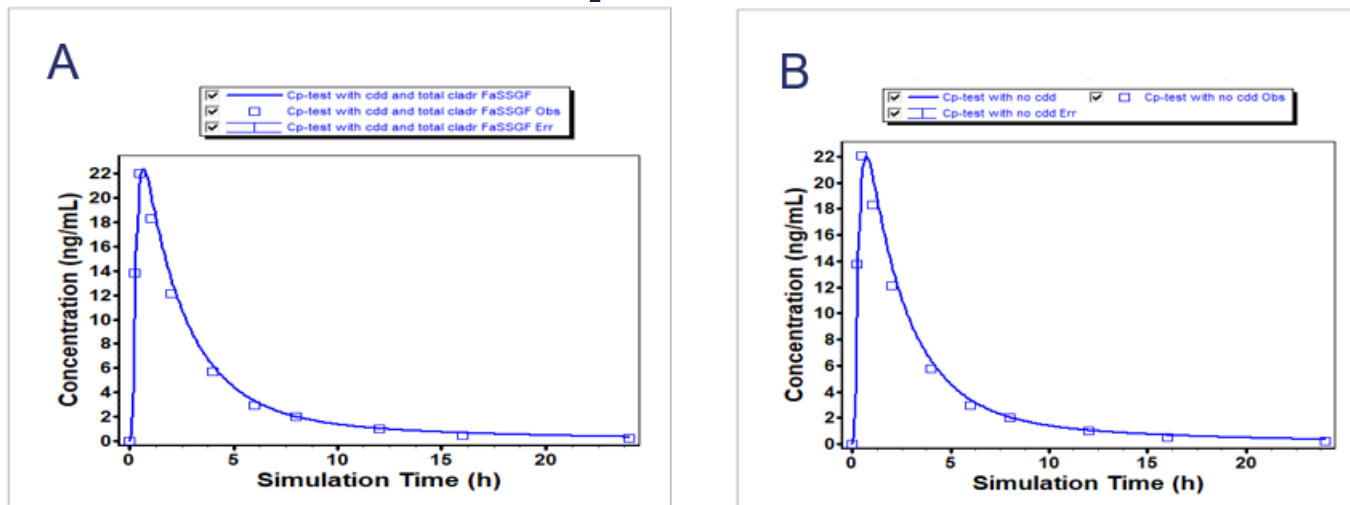 A
Cp-test with cdd and total cladr FaSSGF
Cp-test with cdd and total cladr FaSSGF Obs
Cp-test with cdd and total cladr FaSSGF Err
Concentration (ng/mL)
22
20
18
16
14
12
10
8
6
4
2
0
0 5 10 15 20
Simulation Time (h)
B
Cp-test with no cdd Cp-test with no cdd Obs
Cp-test with no cdd Err
Concentration (ng/mL)
22
20
18
16
14
12
10
8
6
4
2
0
0 5 10 15 20
Simulation Time (h)